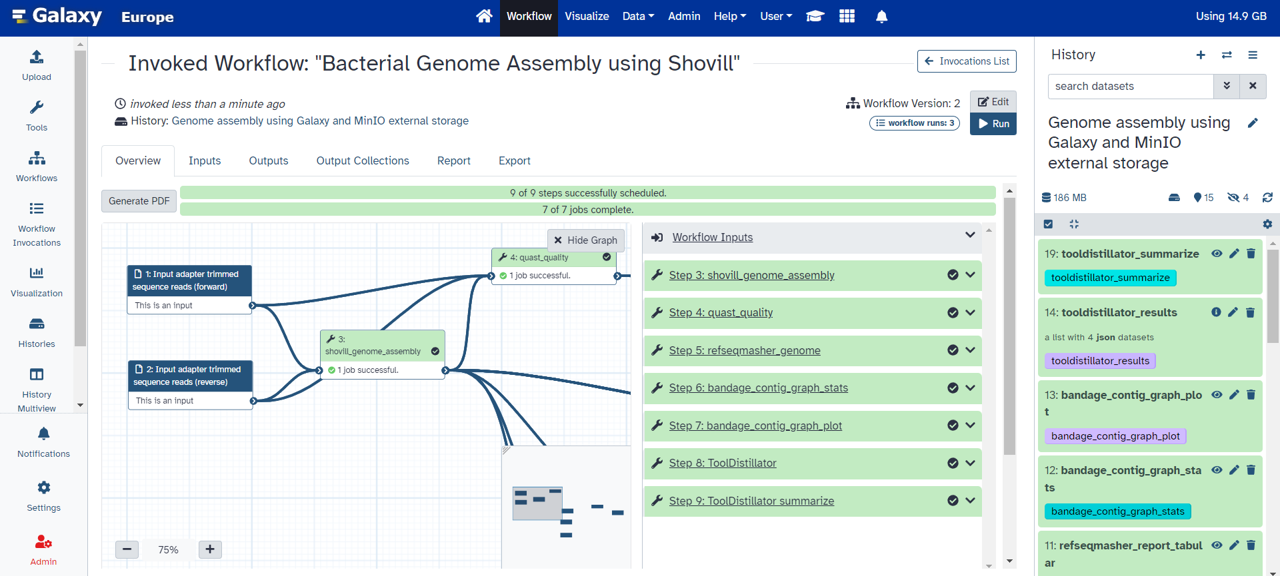 Galaxy Europe Workflow Visualize Data Admin Help User Using 14.9 GB
Upload
Tools
Workflows
Workflow
Invocations
Visualization
Histories
History
Multiview
Notifications
Settings
Admin
Invoked Workflow: "Bacterial Genome Assembly using Shovill"
Invocations List
invoked less than a minute ago
History: Genome assembly using Galaxy and MinIO external storage
Workflow Version: 2
workflow runs: 3
Edit
Run
Overview Inputs Outputs Output Collections Report Export
Generate PDF
9 of 9 steps successfully scheduled.
7 of 7 jobs complete.
Hide Graph
1: Input adapter trimmed
sequence reads (forward)
This is an input
2: Input adapter trimmed
sequence reads (reverse)
This is an input
3:
shovill_genome_assembly
1 job successful.
4: quast_quality
1 job successful.
75%
Workflow Inputs
Step 3: shovill_genome_assembly
Step 4: quast_quality
Step 5: refseqmasher_genome
Step 6: bandage_contig_graph_stats
Step 7: bandage_contig_graph_plot
Step 8: ToolDistillator
Step 9: ToolDistillator summarize
History
search datasets
Genome assembly using
Galaxy and MinIO
external storage
186 MB 15 4
19: tooldistillator_summarize
tooldistillator_summarize
14: tooldistillator_results
a list with 4 json datasets
tooldistillator_results
13: bandage_contig_graph_plo
t
bandage_contig_graph_plot
12: bandage_contig_graph_sta
ts
bandage_contig_graph_stats
11: refseqmasher_report_tabul
ar